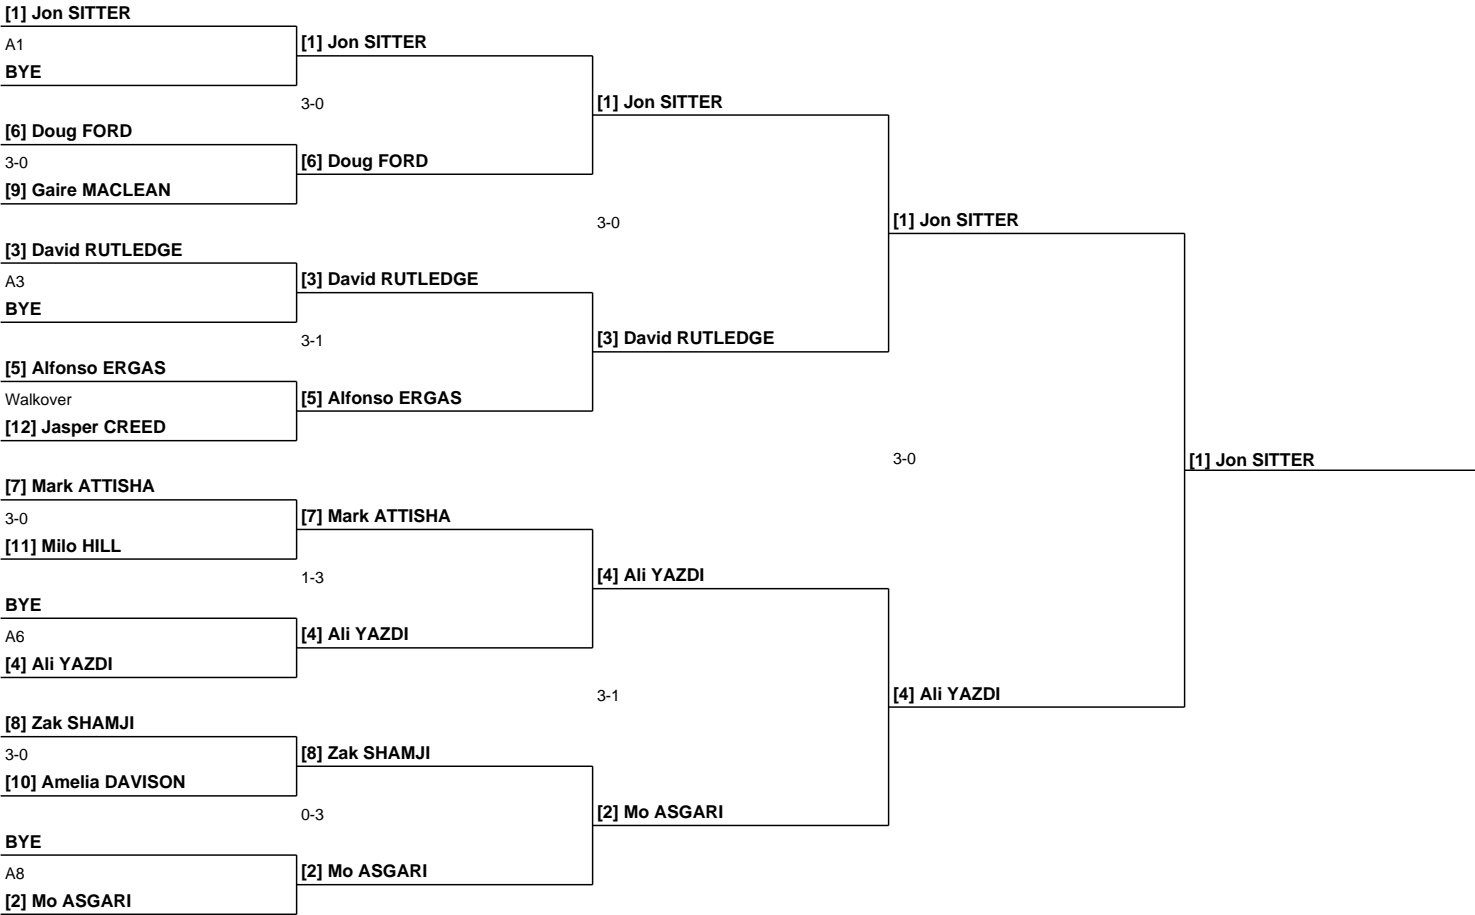 [1] Jon SITTER
A1
BYE
[6] Doug FORD
3-0
[9] Gaire MACLEAN
[3] David RUTLEDGE
A3
BYE
[5] Alfonso ERGAS
Walkover
[12] Jasper CREED
[7] Mark ATTISHA
3-0
[11] Milo HILL
BYE
A6
[4] Ali YAZDI
[8] Zak SHAMJI
3-0
[10] Amelia DAVISON
BYE
A8
[2] Mo ASGARI
[1] Jon SITTER
3-0
[6] Doug FORD
[3] David RUTLEDGE
3-1
[5] Alfonso ERGAS
[7] Mark ATTISHA
1-3
[4] Ali YAZDI
[8] Zak SHAMJI
0-3
[2] Mo ASGARI
[1] Jon SITTER
3-0
[3] David RUTLEDGE
[4] Ali YAZDI
3-1
[2] Mo ASGARI
[1] Jon SITTER
3-0
[4] Ali YAZDI
[1] Jon SITTER